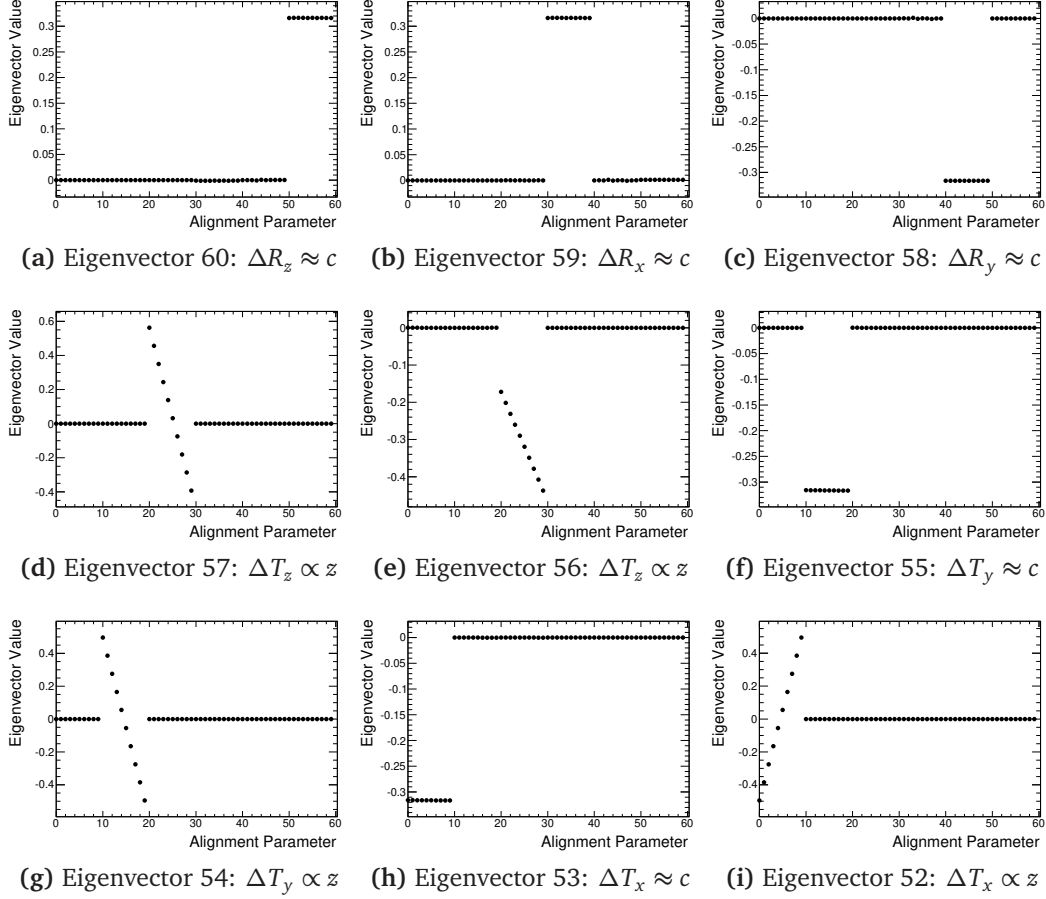 Eigenvector Value
0.3
0.25
0.2
0.15
0.1
0.05
0
0 10 20 30 40 50 60
Alignment Parameter
(a) Eigenvector 60: ΔR_z ≈ c
Eigenvector Value
0.3
0.25
0.2
0.15
0.1
0.05
0
0 10 20 30 40 50 60
Alignment Parameter
(b) Eigenvector 59: ΔR_x ≈ c
Eigenvector Value
0
-0.05
-0.1
-0.15
-0.2
-0.25
-0.3
0 10 20 30 40 50 60
Alignment Parameter
(c) Eigenvector 58: ΔR_y ≈ c
Eigenvector Value
0.6
0.4
0.2
0
-0.2
-0.4
0 10 20 30 40 50 60
Alignment Parameter
(d) Eigenvector 57: ΔT_z ∝ z
Eigenvector Value
0
-0.1
-0.2
-0.3
-0.4
0 10 20 30 40 50 60
Alignment Parameter
(e) Eigenvector 56: ΔT_z ∝ z
Eigenvector Value
0
-0.05
-0.1
-0.15
-0.2
-0.25
-0.3
0 10 20 30 40 50 60
Alignment Parameter
(f) Eigenvector 55: ΔT_y ≈ c
Eigenvector Value
0.4
0.2
0
-0.2
-0.4
0 10 20 30 40 50 60
Alignment Parameter
(g) Eigenvector 54: ΔT_y ∝ z
Eigenvector Value
0
-0.05
-0.1
-0.15
-0.2
-0.25
-0.3
0 10 20 30 40 50 60
Alignment Parameter
(h) Eigenvector 53: ΔT_x ≈ c
Eigenvector Value
0.4
0.2
0
-0.2
-0.4
0 10 20 30 40 50 60
Alignment Parameter
(i) Eigenvector 52: ΔT_x ∝ z